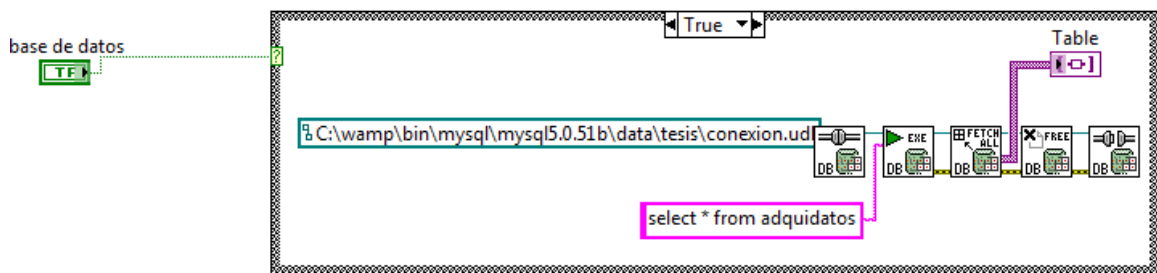 True
Table
base de datos
TF
?
C:\wamp\bin\mysql\mysql5.0.51b\data\tesis\conexion.udl
DB
EXE
DB
FETCH
ALL
DB
FREE
DB
DB
select * from adquidatos